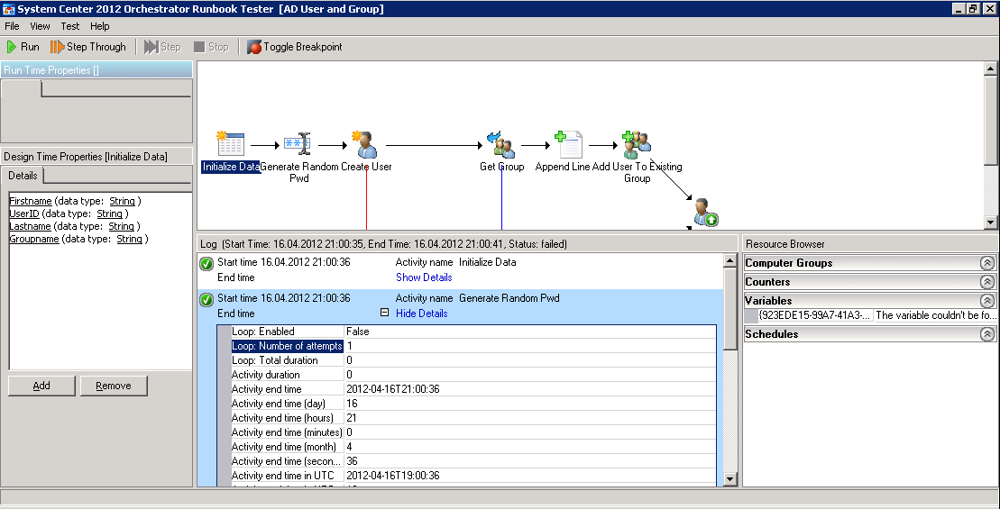 System Center 2012 Orchestrator Runbook Tester [AD User and Group]
File View Test Help
Run Step Through Step Stop Toggle Breakpoint
Run Time Properties []
Design Time Properties [Initialize Data]
Details
Firstname (data type: String )
UserID (data type: String )
Lastname (data type: String )
Groupname (data type: String )
Add Remove
Initialize Data
Generate Random
Pwd
Create User
Get Group
Append Line
Add User To Existing
Group
Log (Start Time: 16.04.2012 21:00:35, End Time: 16.04.2012 21:00:41, Status: failed)
Start time 16.04.2012 21:00:36 Activity name Initialize Data
End time Show Details
Start time 16.04.2012 21:00:36 Activity name Generate Random Pwd
End time Hide Details
Loop: Enabled False
Loop: Number of attempts 1
Loop: Total duration 0
Activity duration 0
Activity end time 2012-04-16T21:00:36
Activity end time (day) 16
Activity end time (hours) 21
Activity end time (minutes) 0
Activity end time (month) 4
Activity end time (secon... 36
Activity end time in UTC 2012-04-16T19:00:36
Resource Browser
Computer Groups
Counters
Variables
{923EDE15-99A7-41A3-... The variable couldn't be fo...
Schedules